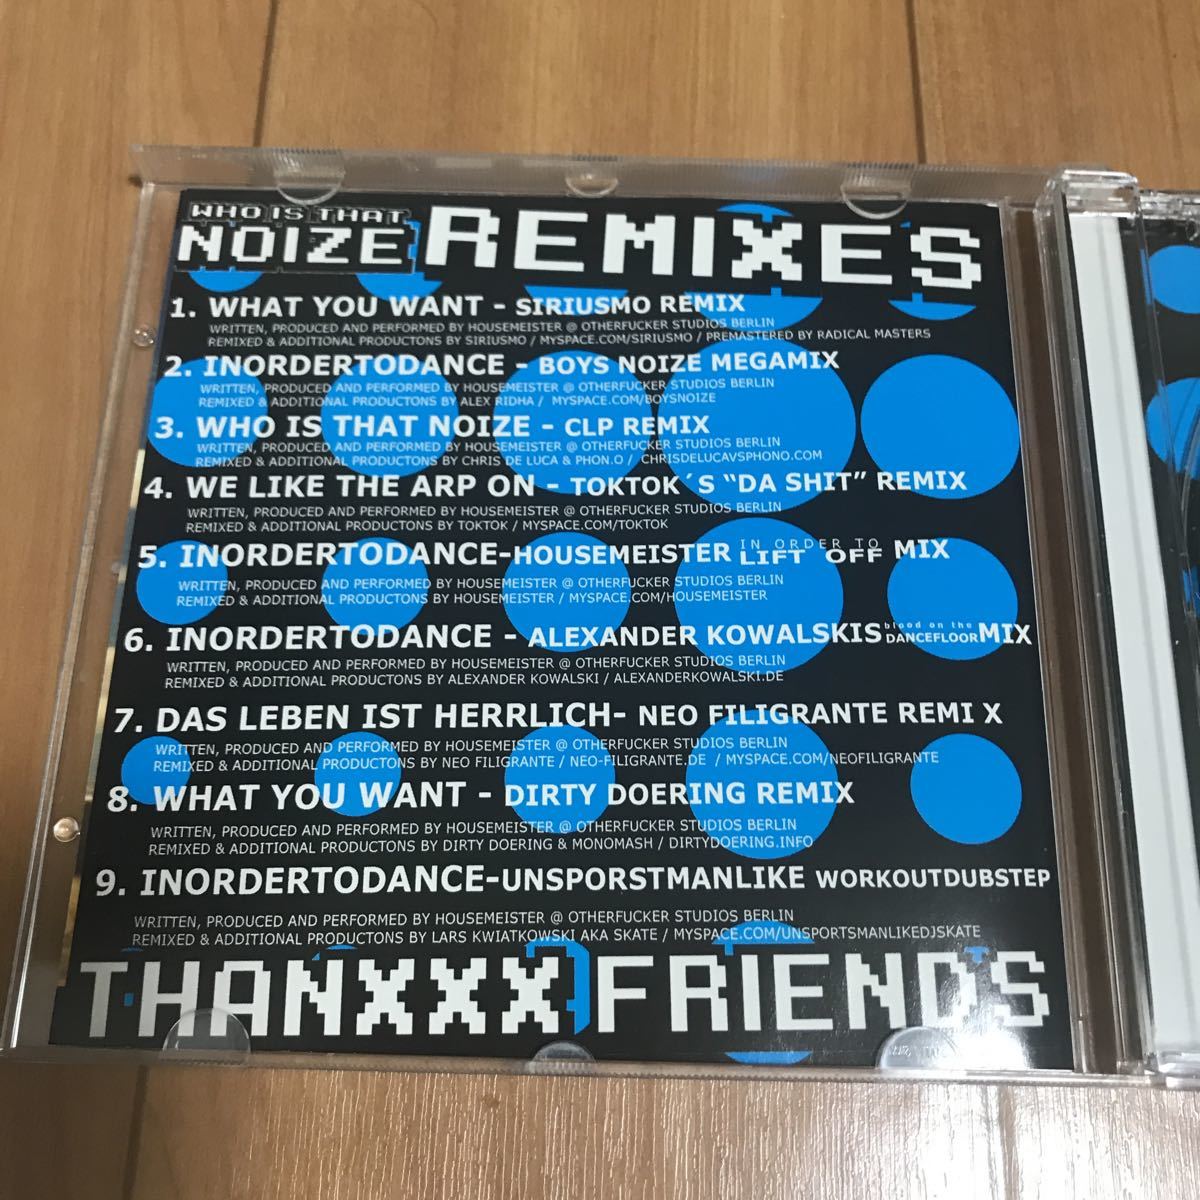 WHO IS THAT
NOIZE REMIXES
1. WHAT YOU WANT - SIRIUSMO REMIX
WRITTEN, PRODUCED AND PERFORMED BY HOUSEMEISTER @ OTHERFUCKER STUDIOS BERLIN
REMIXED & ADDITIONAL PRODUCTONS BY SIRIUSMO / MYSPACE.COM/SIRIUSMO / PREMASTERED BY RADICAL MASTERS
2. INORDERTODANCE - BOYS NOIZE MEGAMIX
WRITTEN, PRODUCED AND PERFORMED BY HOUSEMEISTER @ OTHERFUCKER STUDIOS BERLIN
REMIXED & ADDITIONAL PRODUCTONS BY ALEX RIDHA / MYSPACE.COM/BOYSNOIZE
3. WHO IS THAT NOIZE - CLP REMIX
WRITTEN, PRODUCED AND PERFORMED BY HOUSEMEISTER @ OTHERFUCKER STUDIOS BERLIN
REMIXED & ADDITIONAL PRODUCTONS BY CHRIS DE LUCA & PHON.O / CHRISDELUCAVSPHONO.COM
4. WE LIKE THE ARP ON - TOKTOK´S “DA SHIT” REMIX
WRITTEN, PRODUCED AND PERFORMED BY HOUSEMEISTER @ OTHERFUCKER STUDIOS BERLIN
REMIXED & ADDITIONAL PRODUCTONS BY TOKTOK / MYSPACE.COM/TOKTOK
5. INORDERTODANCE-HOUSEMEISTER IN ORDER TO LIFT OFF MIX
WRITTEN, PRODUCED AND PERFORMED BY HOUSEMEISTER @ OTHERFUCKER STUDIOS BERLIN
REMIXED & ADDITIONAL PRODUCTONS BY HOUSEMEISTER / MYSPACE.COM/HOUSEMEISTER
6. INORDERTODANCE - ALEXANDER KOWALSKIS blood on the DANCEFLOOR MIX
WRITTEN, PRODUCED AND PERFORMED BY HOUSEMEISTER @ OTHERFUCKER STUDIOS BERLIN
REMIXED & ADDITIONAL PRODUCTONS BY ALEXANDER KOWALSKI / ALEXANDERKOWALSKI.DE
7. DAS LEBEN IST HERRLICH- NEO FILIGRANTE REMI X
WRITTEN, PRODUCED AND PERFORMED BY HOUSEMEISTER @ OTHERFUCKER STUDIOS BERLIN
REMIXED & ADDITIONAL PRODUCTONS BY NEO FILIGRANTE / NEO-FILIGRANTE.DE / MYSPACE.COM/NEOFILIGRANTE
8. WHAT YOU WANT - DIRTY DOERING REMIX
WRITTEN, PRODUCED AND PERFORMED BY HOUSEMEISTER @ OTHERFUCKER STUDIOS BERLIN
REMIXED & ADDITIONAL PRODUCTONS BY DIRTY DOERING & MONOMASH / DIRTYDOERING.INFO
9. INORDERTODANCE-UNSPORSTMANLIKE WORKOUTDUBSTEP
WRITTEN, PRODUCED AND PERFORMED BY HOUSEMEISTER @ OTHERFUCKER STUDIOS BERLIN
REMIXED & ADDITIONAL PRODUCTONS BY LARS KWIATKOWSKI AKA SKATE / MYSPACE.COM/UNSPORTSMANLIKEDJSKATE
THANXXX FRIENDS